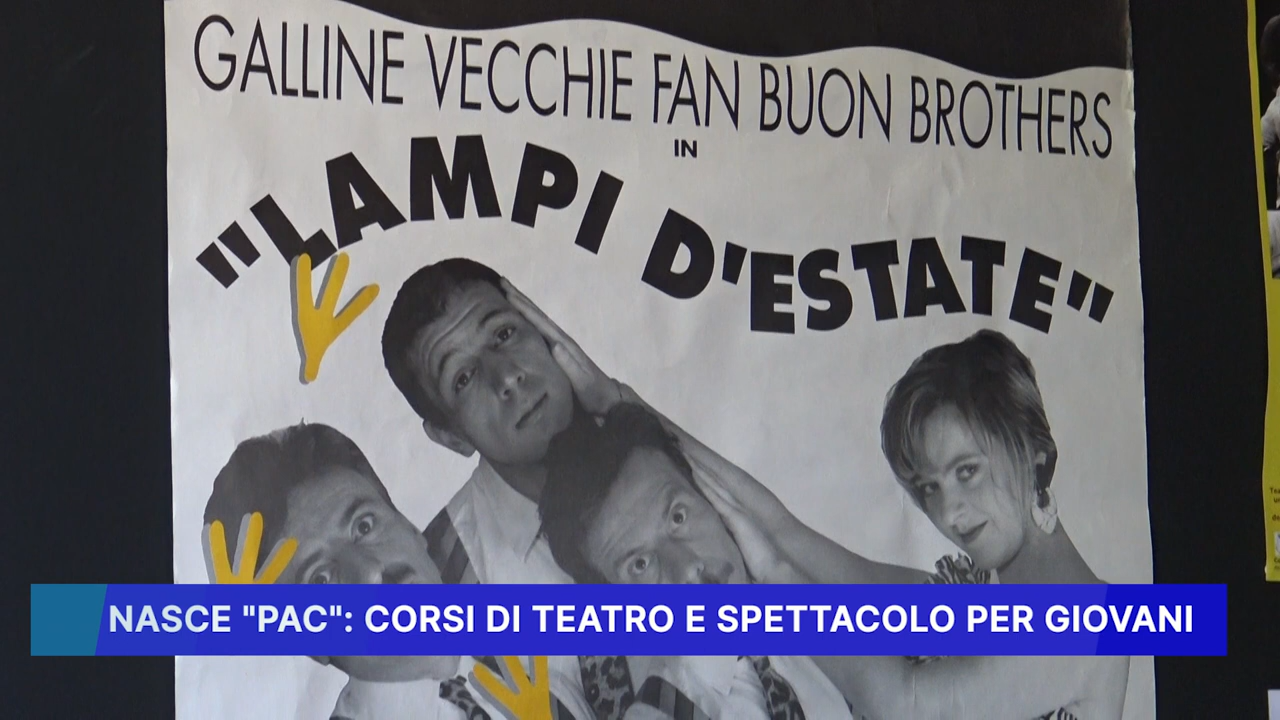 GALLINE VECCHIE FAN BUON BROTHERS
IN
"LAMPI D'ESTATE"
NASCE "PAC": CORSI DI TEATRO E SPETTACOLO PER GIOVANI